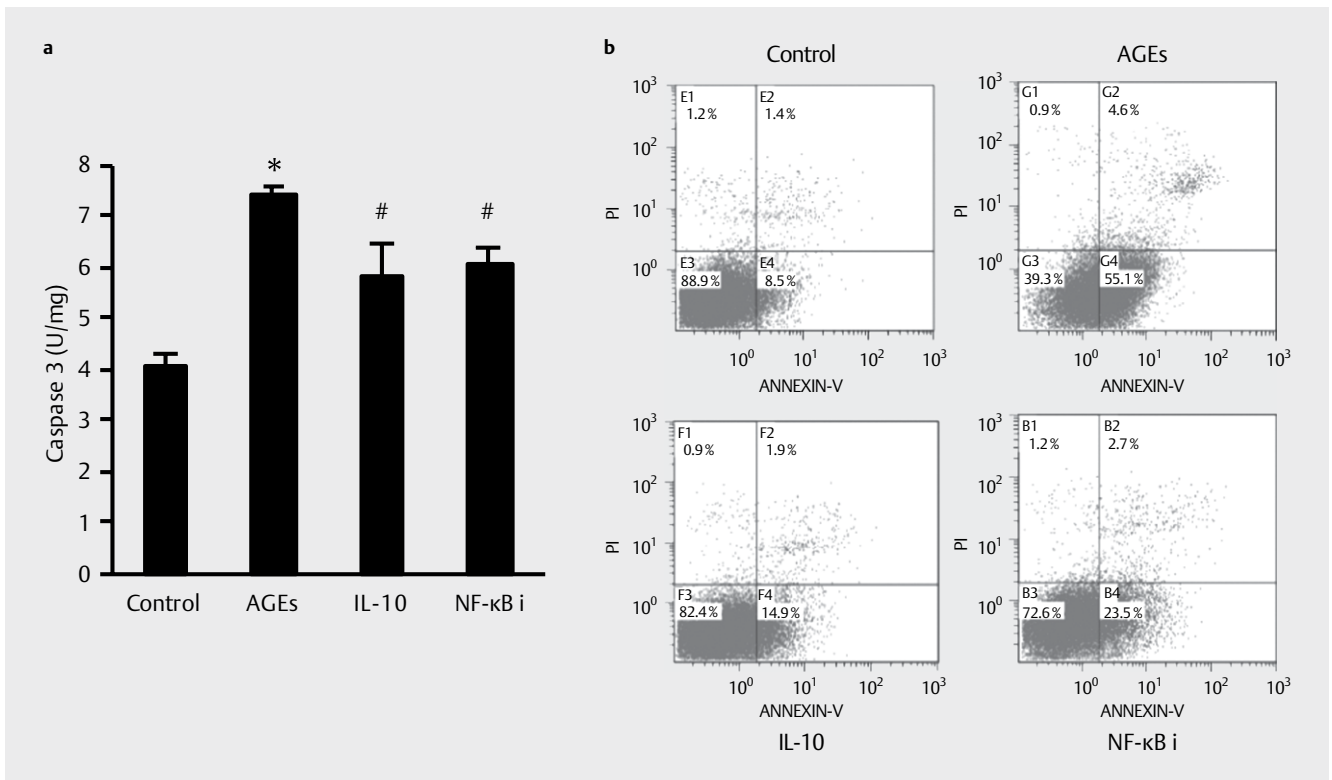 a
Caspase 3 (U/mg)
8
7
6
5
4
3
2
1
0
*
#
#
Control
AGEs
IL-10
NF-κB i
b
Control
PI
10³
10²
10¹
10⁰
E1
1.2 %
E2
1.4 %
E3
88.9 %
E4
8.5 %
10⁰
10¹
10²
10³
ANNEXIN-V
AGEs
PI
10³
10²
10¹
10⁰
G1
0.9 %
G2
4.6 %
G3
39.3 %
G4
55.1 %
10⁰
10¹
10²
10³
ANNEXIN-V
PI
10³
10²
10¹
10⁰
F1
0.9 %
F2
1.9 %
F3
82.4 %
F4
14.9 %
10⁰
10¹
10²
10³
ANNEXIN-V
IL-10
PI
10³
10²
10¹
10⁰
B1
1.2 %
B2
2.7 %
B3
72.6 %
B4
23.5 %
10⁰
10¹
10²
10³
ANNEXIN-V
NF-κB i